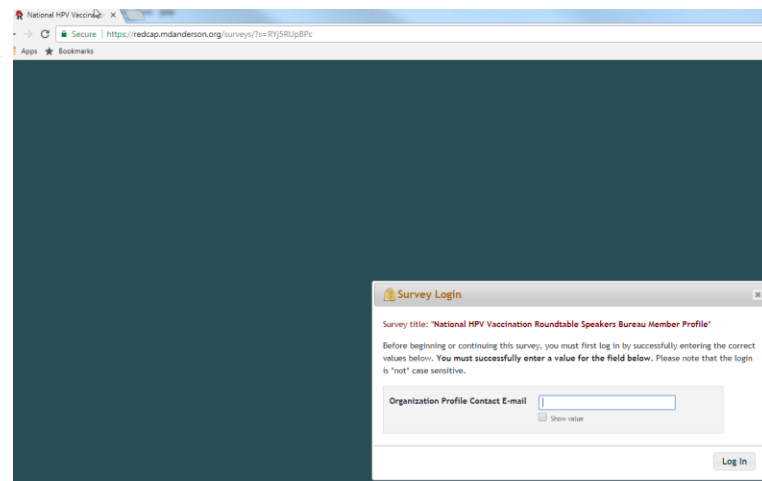 National HPV Vaccina
Secure | https://redcap.mdanderson.org/surveys/?s=RYj5RUpBPc
Apps Bookmarks
Survey Login
Survey title: "National HPV Vaccination Roundtable Speakers Bureau Member Profile"
Before beginning or continuing this survey, you must first log in by successfully entering the correct
values below. You must successfully enter a value for the field below. Please note that the login
is *not* case sensitive.
Organization Profile Contact E-mail
Show value
Log In